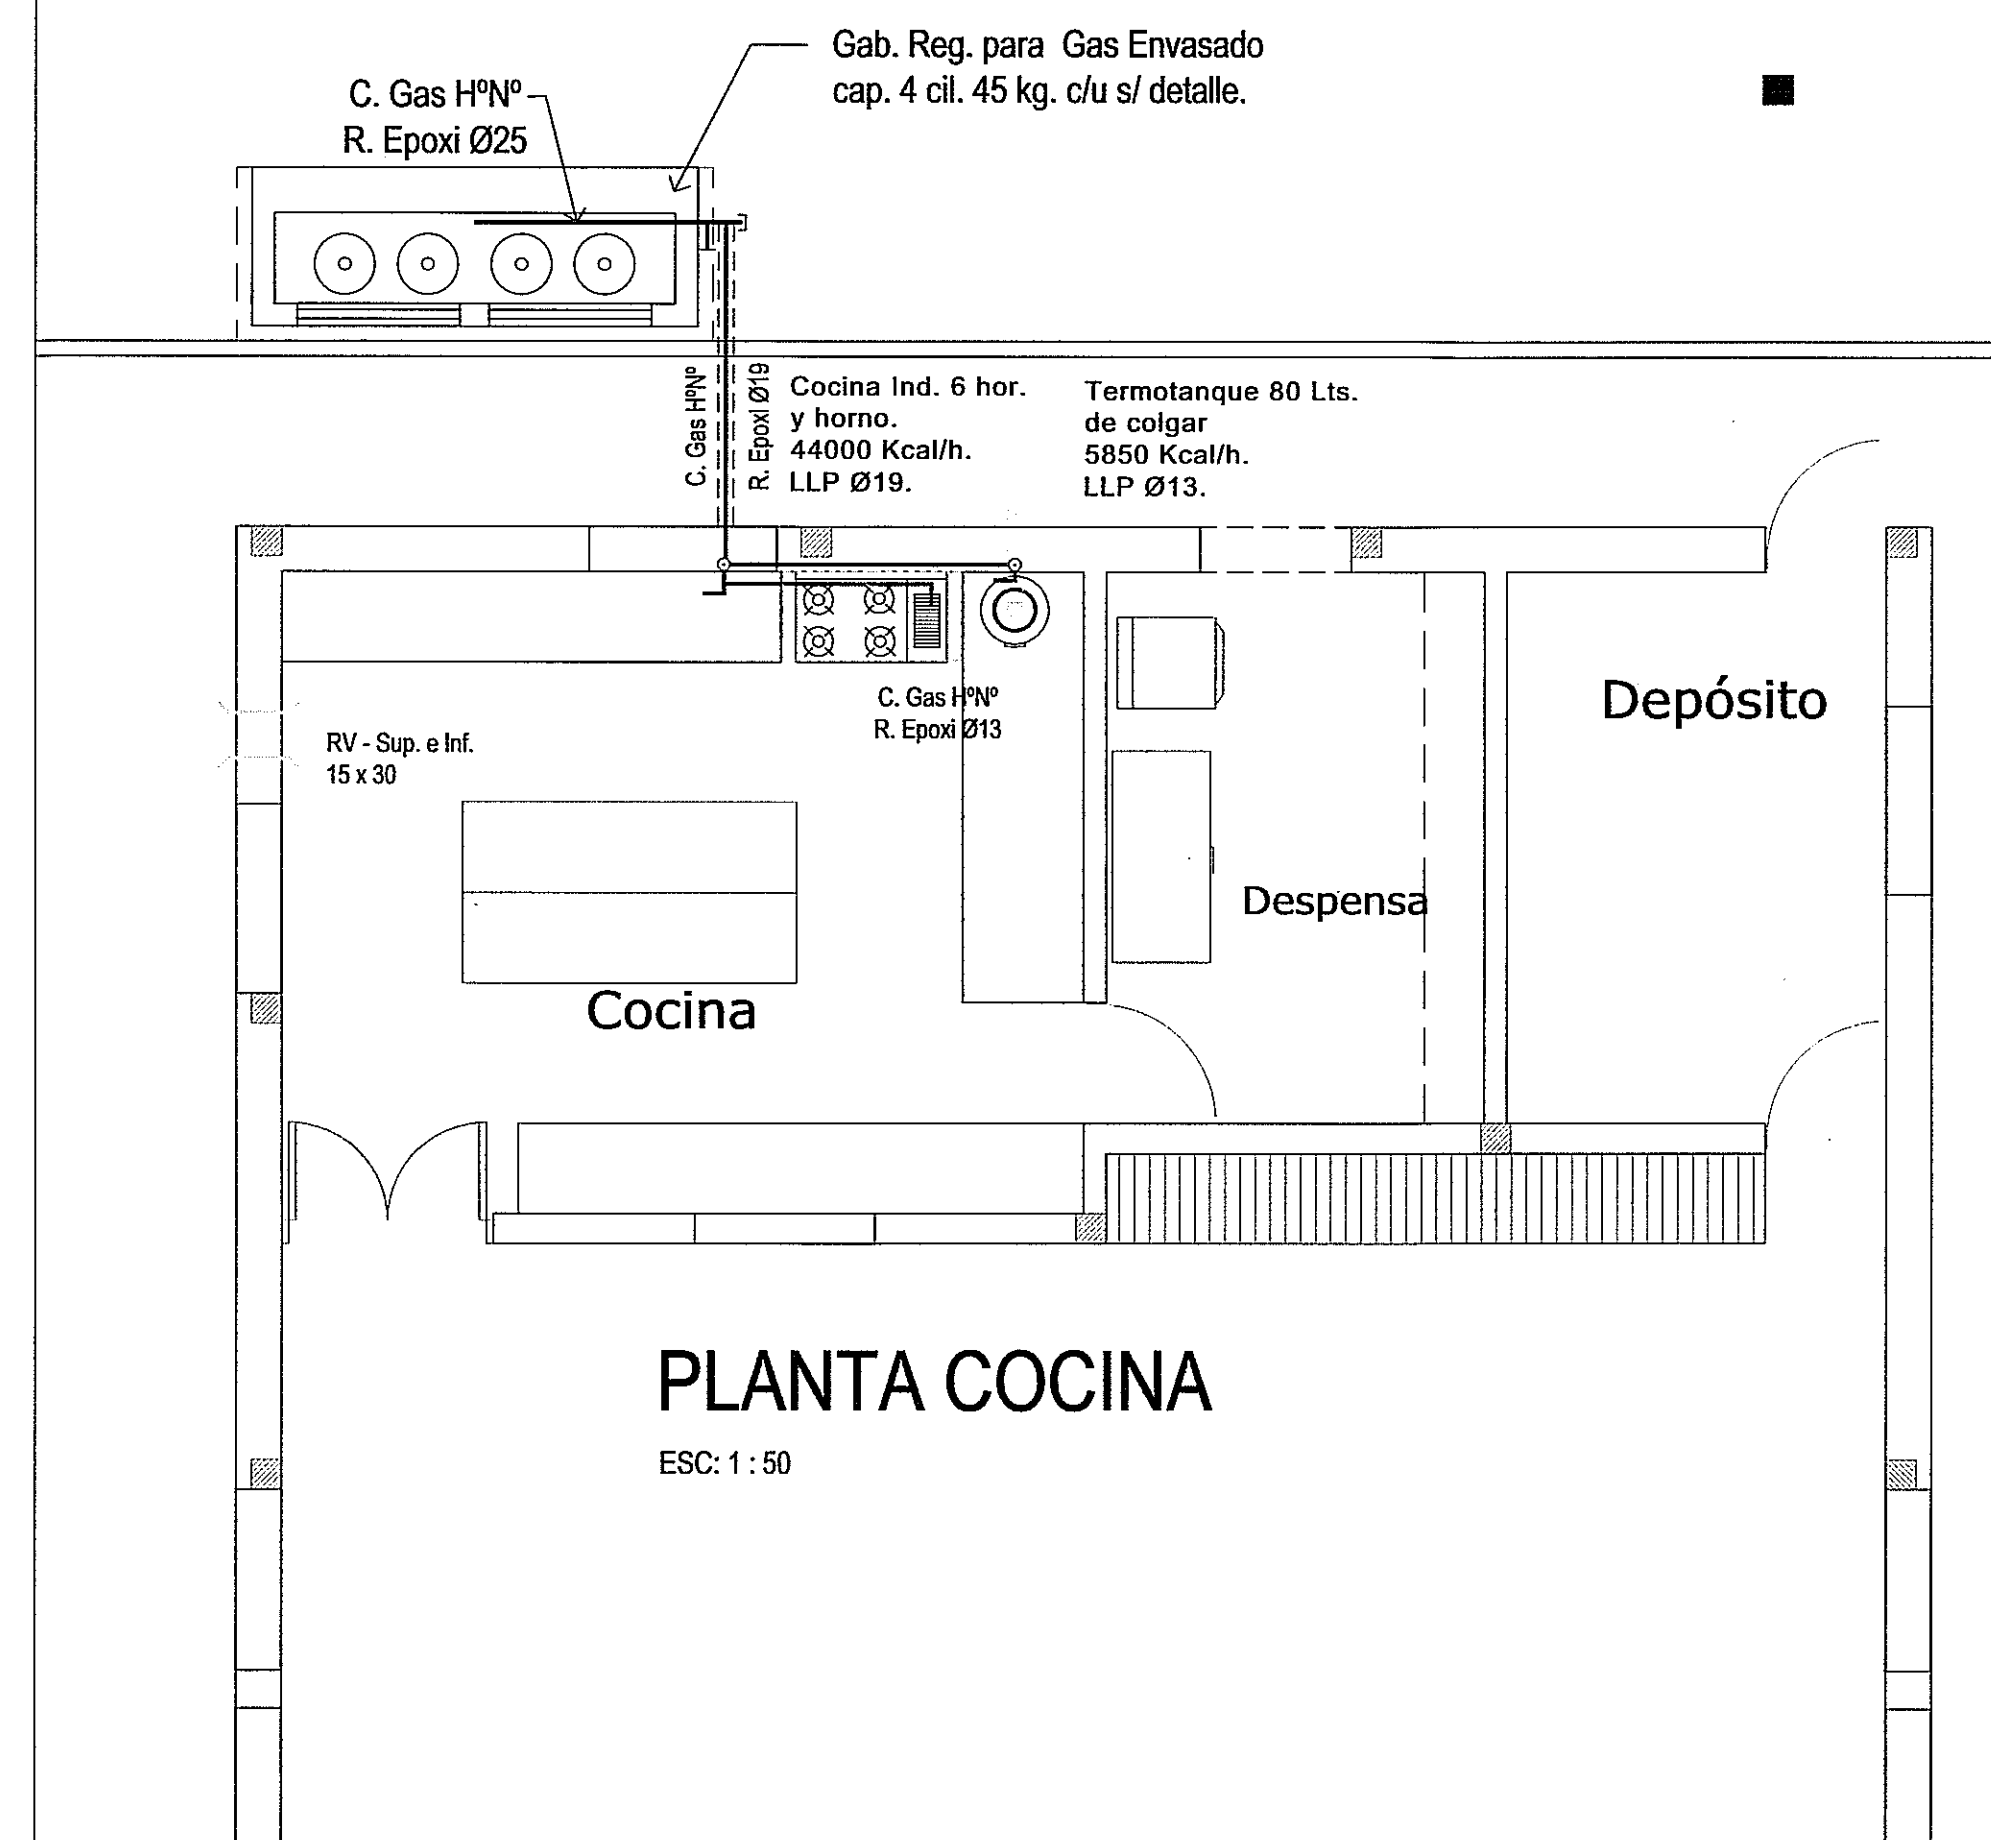 Gab. Reg. para Gas Envasado
cap. 4 cil. 45 kg. c/u s/ detalle.
C. Gas HºNº
R. Epoxi Ø25
C. Gas HºNº
R. Epoxi Ø19
Cocina Ind. 6 hor.
y horno.
44000 Kcal/h.
LLP Ø19.
Termotanque 80 Lts.
de colgar
5850 Kcal/h.
LLP Ø13.
C. Gas HºNº
R. Epoxi Ø13
Depósito
RV - Sup. e Inf.
15 x 30
Despensa
Cocina
PLANTA COCINA
ESC: 1 : 50